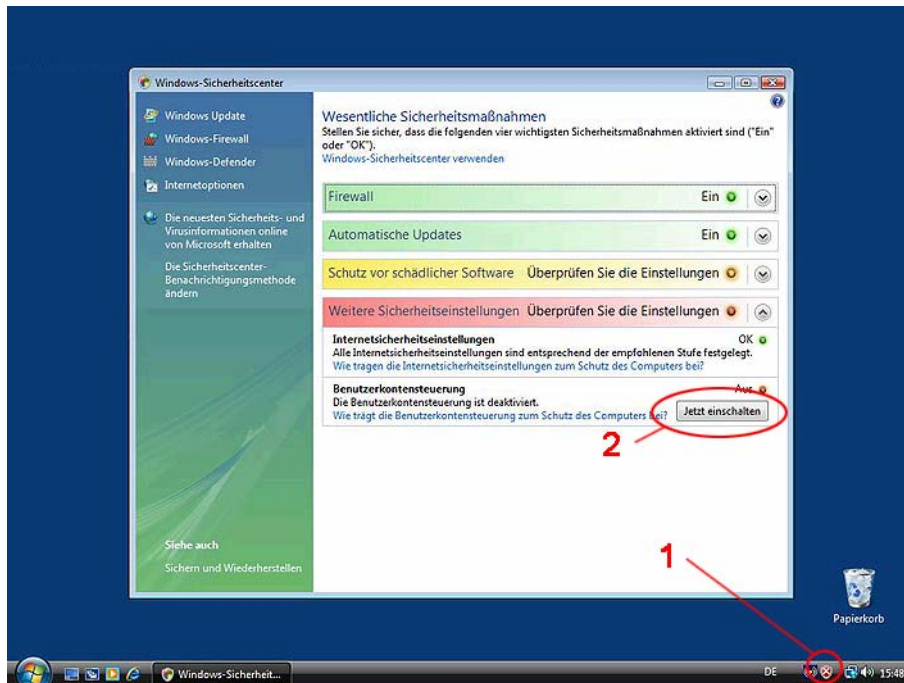 Windows-Sicherheitscenter
Windows Update
Windows-Firewall
Windows-Defender
Internetoptionen
Die neuesten Sicherheits- und
Virusinformationen online
von Microsoft erhalten
Die Sicherheitscenter-
Benachrichtigungsmethode
ändern
Siehe auch
Sichern und Wiederherstellen
Wesentliche Sicherheitsmaßnahmen
Stellen Sie sicher, dass die folgenden vier wichtigsten Sicherheitsmaßnahmen aktiviert sind ("Ein"
oder "OK").
Windows-Sicherheitscenter verwenden
Firewall Ein
Automatische Updates Ein
Schutz vor schädlicher Software Überprüfen Sie die Einstellungen
Weitere Sicherheitseinstellungen Überprüfen Sie die Einstellungen
Internetsicherheitseinstellungen OK
Alle Internetsicherheitseinstellungen sind entsprechend der empfohlenen Stufe festgelegt.
Wie tragen die Internetsicherheitseinstellungen zum Schutz des Computers bei?
Benutzerkontensteuerung Aus
Die Benutzerkontensteuerung ist deaktiviert.
Wie trägt die Benutzerkontensteuerung zum Schutz des Computers bei? Jetzt einschalten
2
1
Papierkorb
Windows-Sicherheit... DE 15:48